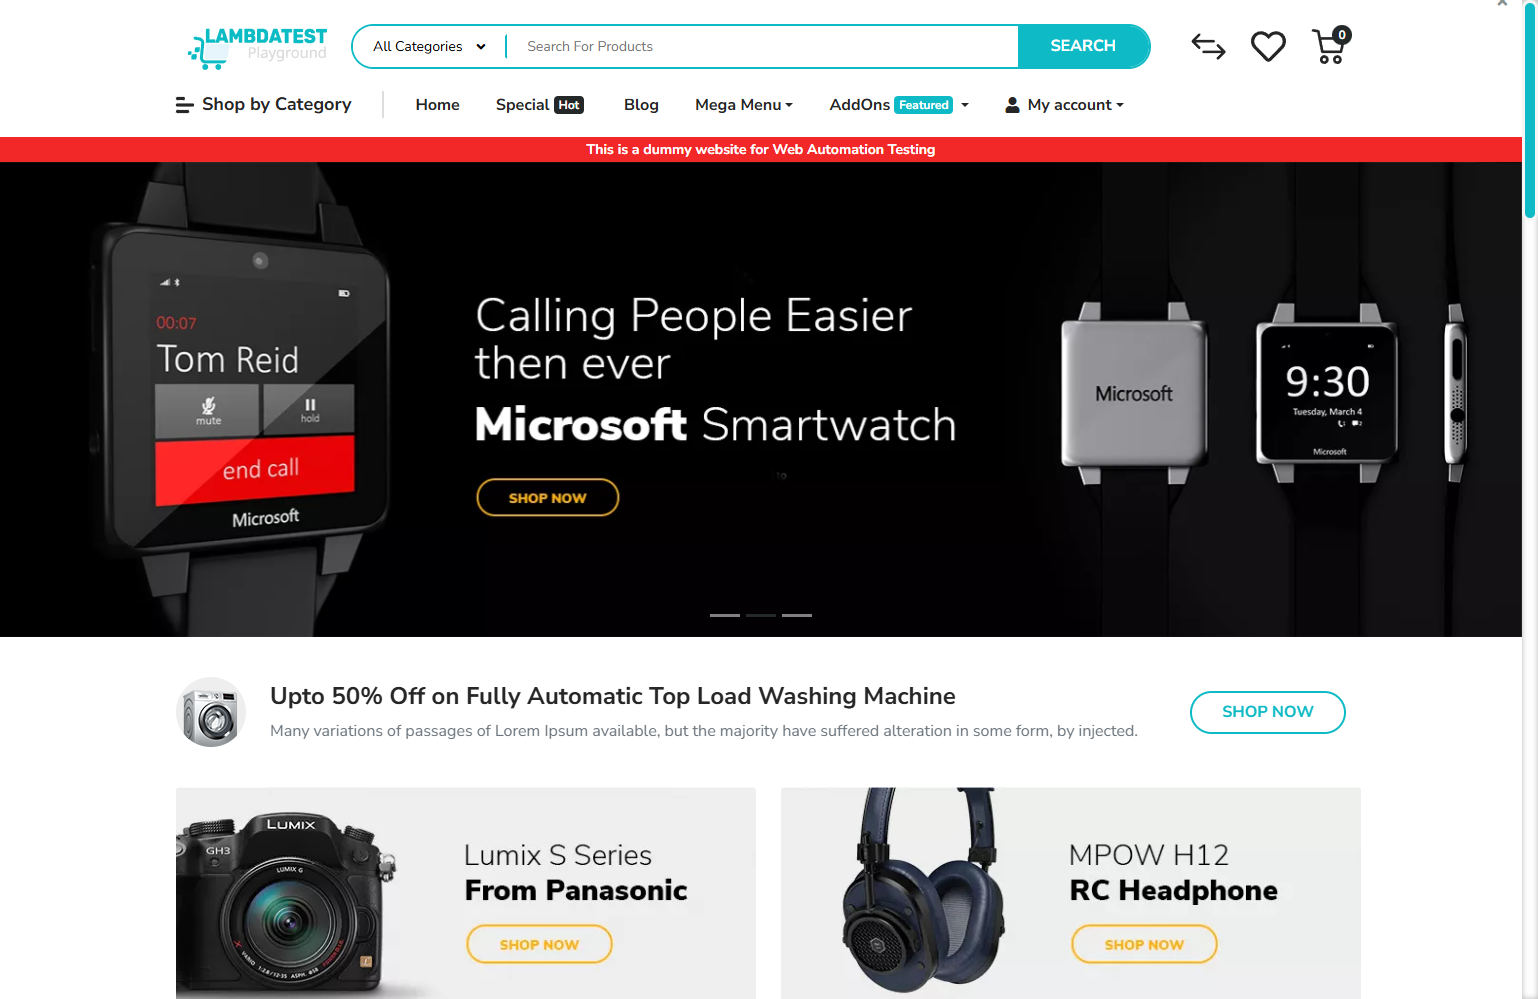 LAMBDATEST
Playground
All Categories
Search For Products
SEARCH
0
Shop by Category
Home
Special Hot
Blog
Mega Menu
AddOns Featured
My account
This is a dummy website for Web Automation Testing
00:07
Tom Reid
mute
hold
end call
Microsoft
Calling People Easier
then ever
Microsoft Smartwatch
SHOP NOW
Microsoft
9:30
Tuesday, March 4
Microsoft
Upto 50% Off on Fully Automatic Top Load Washing Machine
Many variations of passages of Lorem Ipsum available, but the majority have suffered alteration in some form, by injected.
SHOP NOW
LUMIX
GH3
LUMIX G
Lumix S Series
From Panasonic
SHOP NOW
MPOW H12
RC Headphone
SHOP NOW